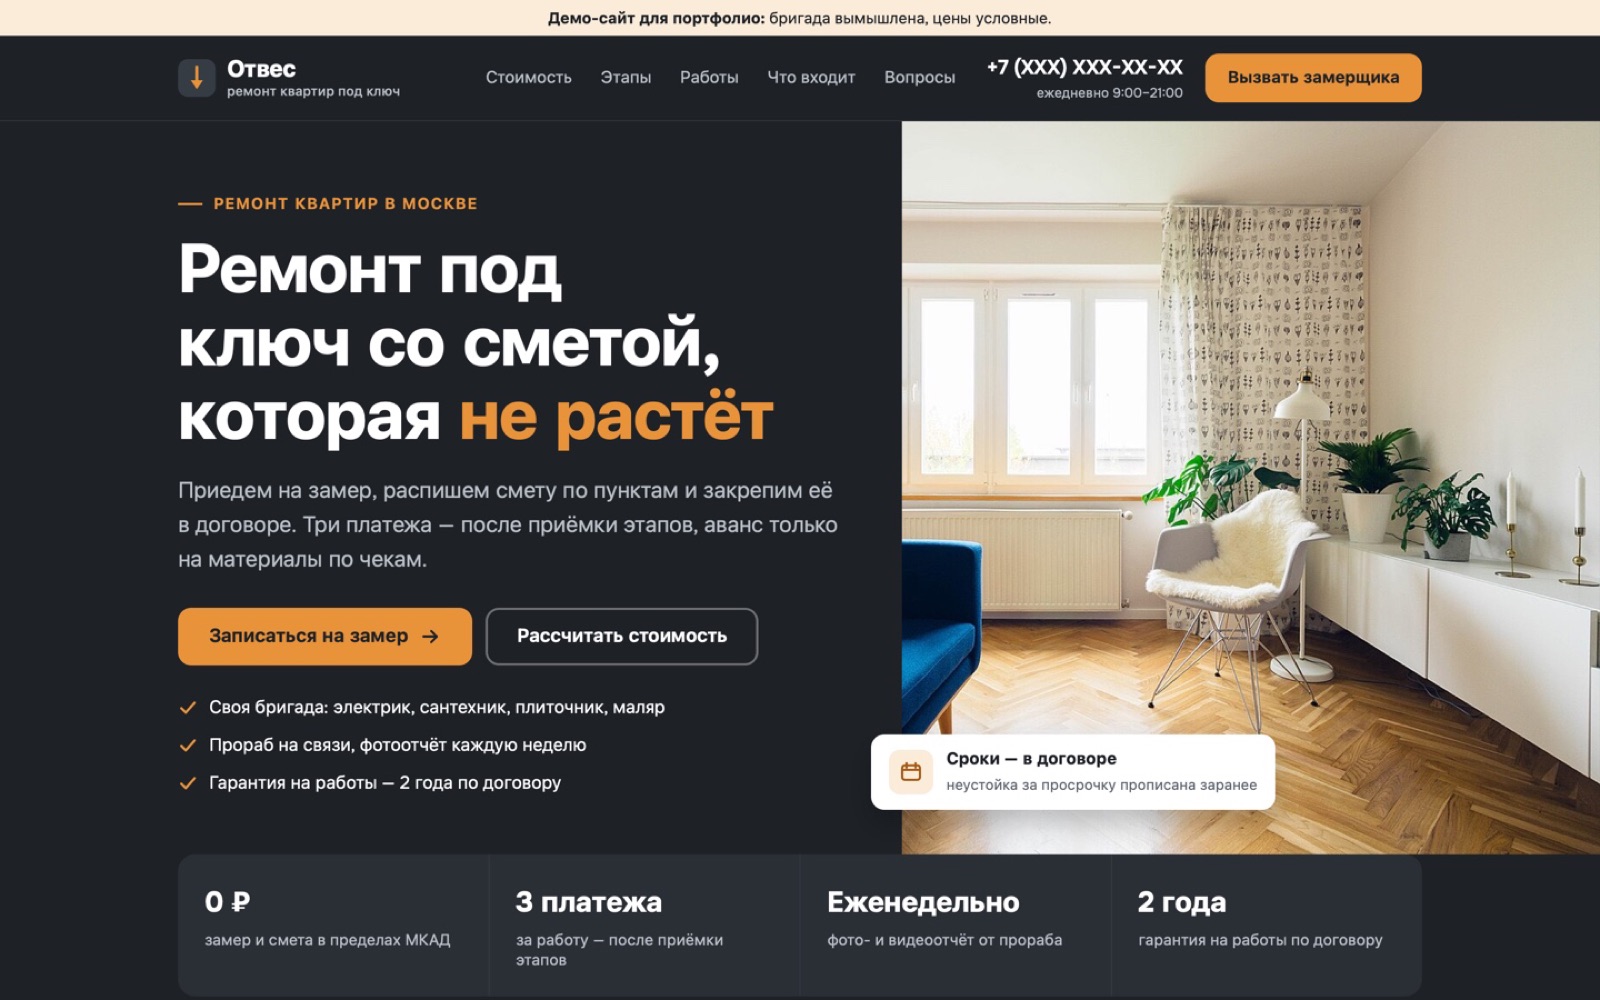 Демо-сайт для портфолио: бригада вымышлена, цены условные.
Отвес
ремонт квартир под ключ
Стоимость
Этапы
Работы
Что входит
Вопросы
+7 (XXX) XXX-XX-XX
ежедневно 9:00–21:00
Вызвать замерщика
РЕМОНТ КВАРТИР В МОСКВЕ
Ремонт под
ключ со сметой,
которая не растёт
Приедем на замер, распишем смету по пунктам и закрепим её
в договоре. Три платежа — после приёмки этапов, аванс только
на материалы по чекам.
Записаться на замер →
Рассчитать стоимость
Своя бригада: электрик, сантехник, плиточник, маляр
Прораб на связи, фотоотчёт каждую неделю
Гарантия на работы — 2 года по договору
Сроки — в договоре
неустойка за просрочку прописана заранее
0 ₽
замер и смета в пределах МКАД
3 платежа
за работу — после приёмки
этапов
Еженедельно
фото- и видеоотчёт от прораба
2 года
гарантия на работы по договору